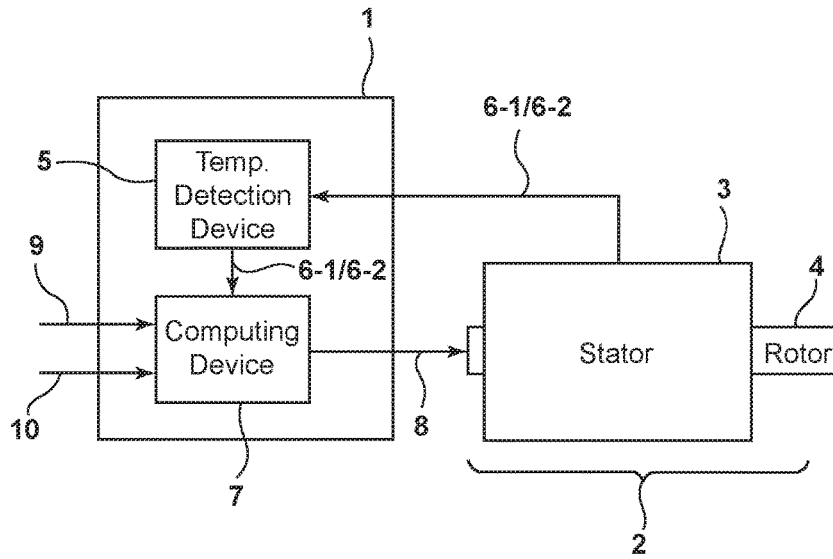 1
6-1/6-2
5
Temp.
Detection
Device
3
9
6-1/6-2
4
Computing
Device
Stator
Rotor
10
8
7
2